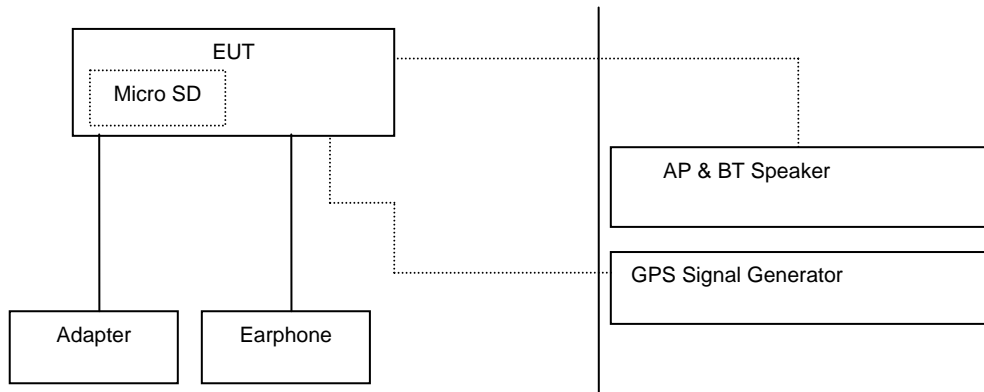 EUT
Micro SD
AP & BT Speaker
GPS Signal Generator
Adapter
Earphone